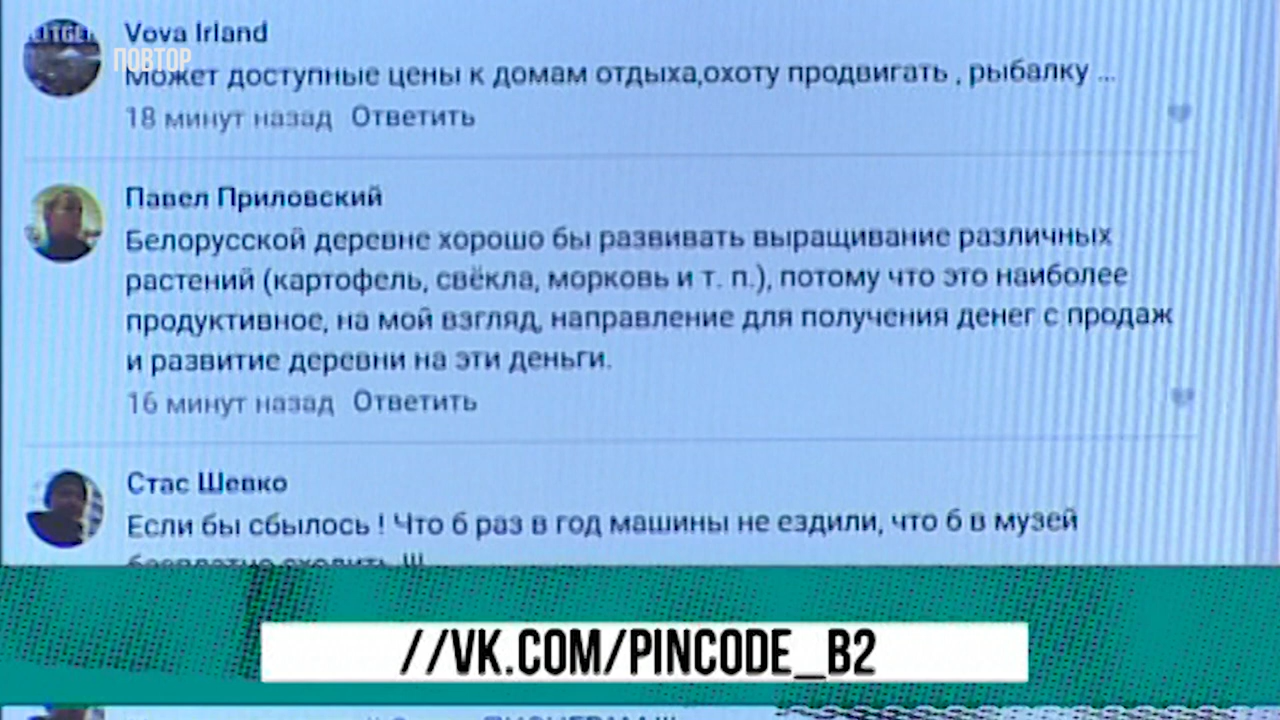 Vova Irland
ПОВТОР
Может доступные цены к домам отдыха,охоту продвигать , рыбалку ...
18 минут назад Ответить
Павел Приловский
Белорусской деревне хорошо бы развивать выращивание различных
растений (картофель, свёкла, морковь и т. п.), потому что это наиболее
продуктивное, на мой взгляд, направление для получения денег с продаж
и развитие деревни на эти деньги.
16 минут назад Ответить
Стас Шевко
Если бы сбылось ! Что б раз в год машины не ездили, что б в музей
бесплатно сходить !!!
//VK.COM/PINCODE_B2